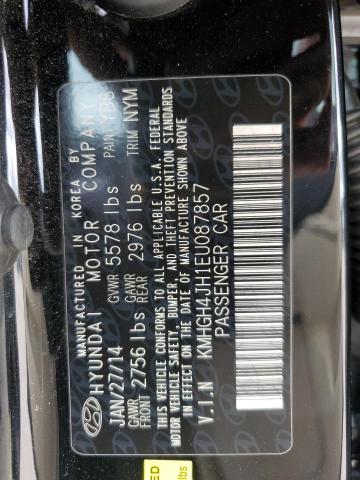 MANUFACTURED IN KOREA BY
HYUNDAI MOTOR COMPANY
JAN/27/14 GVWR 5578 lbs PAINT YB6
GAWR FRONT 2756 lbs GAWR REAR 2976 lbs TRIM NYM
THIS VEHICLE CONFORMS TO ALL APPLICABLE U.S.A. FEDERAL
MOTOR VEHICLE SAFETY, BUMPER, AND THEFT PREVENTION STANDARDS
IN EFFECT ON THE DATE OF MANUFACTURE SHOWN ABOVE
V.I.N KMHGH4JH1EU087857
PASSENGER CAR
lbs